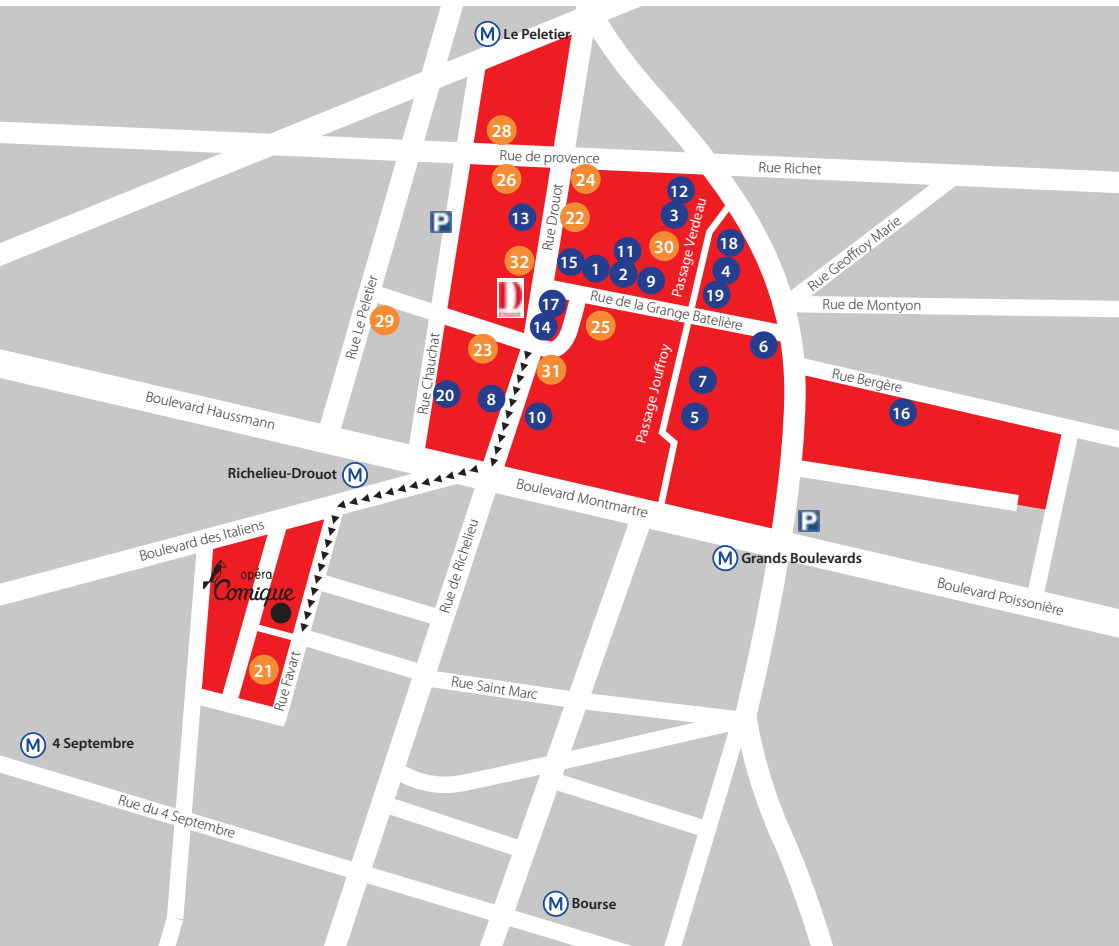 M Le Peletier
28
Rue de provence
Rue Richet
26
24
12
13
22
3
P
Rue Drouot
Passage Verdeau
18
Rue Geoffroy Marie
32
15
1
11
2
9
30
4
19
17
14
Rue de la Grange Batelière
Rue de Montyon
25
6
29
Rue Le Peletier
Rue Chauchat
23
31
Passage Jouffroy
7
Rue Bergère
20
8
10
5
16
Boulevard Haussmann
Richelieu-Drouot M
Boulevard Montmartre
P
Boulevard des Italiens
Rue de Richelieu
M Grands Boulevards
opéra
Comique
Boulevard Poissonière
21
Rue Favart
Rue Saint Marc
M 4 Septembre
Rue du 4 Septembre
M Bourse